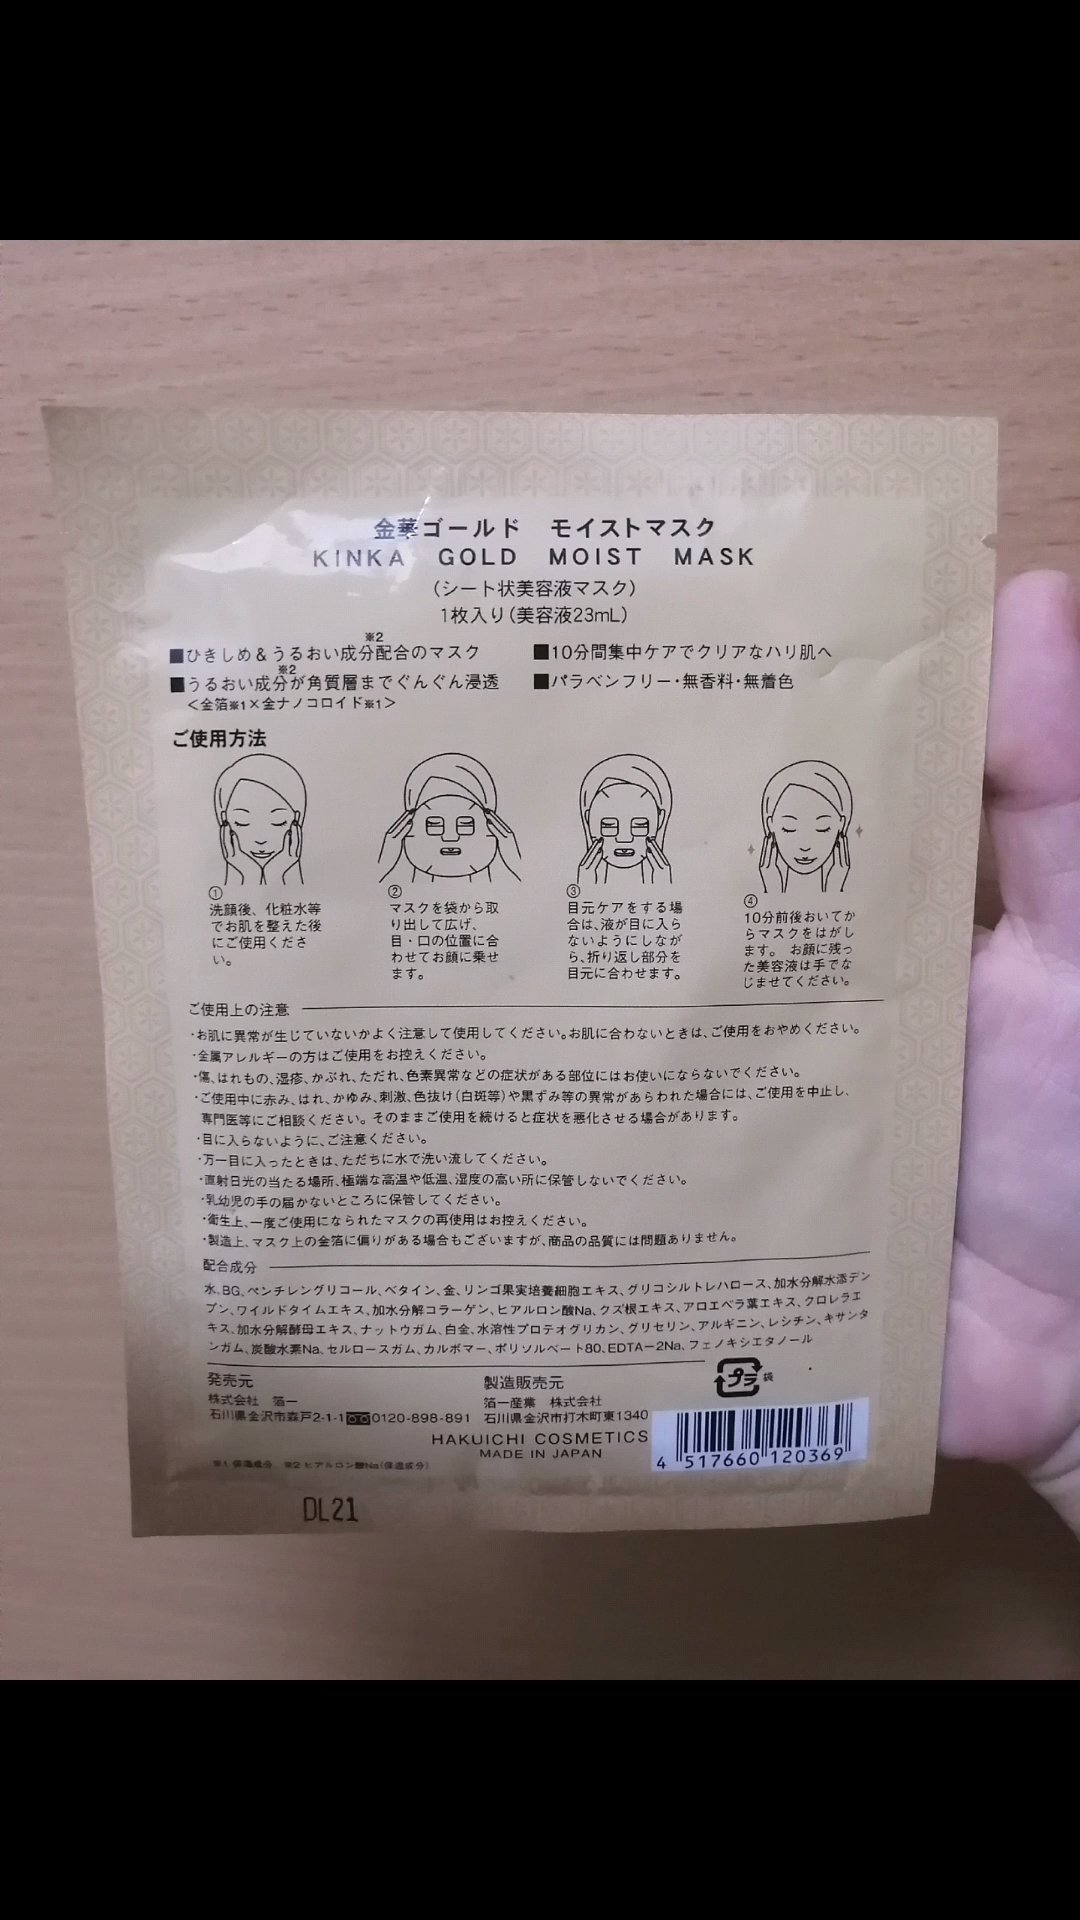 金華ゴールド　モイストマスク
KINKA GOLD MOIST MASK
(シート状美容液マスク)
1枚入り(美容液23mL)
■ひきしめ&うるおい成分※2配合のマスク
■うるおい成分※2が角質層までぐんぐん浸透
<金箔※1×金ナノコロイド※1>
■10分間集中ケアでクリアなハリ肌へ
■パラベンフリー・無香料・無着色
ご使用方法
①
洗顔後、化粧水等
でお肌を整えた後
にご使用くださ
い。
②
マスクを袋から取
り出して広げ、
目・口の位置に合
わせてお顔に乗せ
ます。
③
目元ケアをする場
合は、液が目に入ら
ないようにしなが
ら、折り返し部分を
目元に合わせます。
④
10分前後おいてか
らマスクをはがし
ます。 お顔に残っ
た美容液は手でな
じませてください。
ご使用上の注意
・お肌に異常が生じていないかよく注意して使用してください。お肌に合わないときは、ご使用をおやめください。
・金属アレルギーの方はご使用をお控えください。
・傷、はれもの、湿疹、かぶれ、ただれ、色素異常などの症状がある部位にはお使いにならないでください。
・ご使用中に赤み、はれ、かゆみ、刺激、色抜け(白斑等)や黒ずみ等の異常があらわれた場合には、ご使用を中止し、
専門医等にご相談ください。そのままご使用を続けると症状を悪化させる場合があります。
・目に入らないように、ご注意ください。
・万一目に入ったときは、ただちに水で洗い流してください。
・直射日光の当たる場所、極端な高温や低温、湿度の高い所に保管しないでください。
・乳幼児の手の届かないところに保管してください。
・衛生上、一度ご使用になられたマスクの再使用はお控えください。
・製造上、マスク上の金箔に偏りがある場合もございますが、商品の品質には問題ありません。
配合成分
水、BG、ペンチレングリコール、ベタイン、金、リンゴ果実培養細胞エキス、グリコシルトレハロース、加水分解水添デン
プン、ワイルドタイムエキス、加水分解コラーゲン、ヒアルロン酸Na、クズ根エキス、アロエベラ葉エキス、クロレラエ
キス、加水分解酵母エキス、ナットウガム、白金、水溶性プロテオグリカン、グリセリン、アルギニン、レシチン、キサンタ
ンガム、炭酸水素Na、セルロースガム、カルボマー、ポリソルベート80、EDTA-2Na、フェノキシエタノール
発売元
株式会社　箔一
石川県金沢市森戸2-1-1 0120-898-891
製造販売元
箔一産業　株式会社
石川県金沢市打木町東1340
プラ 袋
HAKUICHI COSMETICS
MADE IN JAPAN
※1 保湿成分　※2 ヒアルロン酸Na(保湿成分)
4 517660 120369
DL21